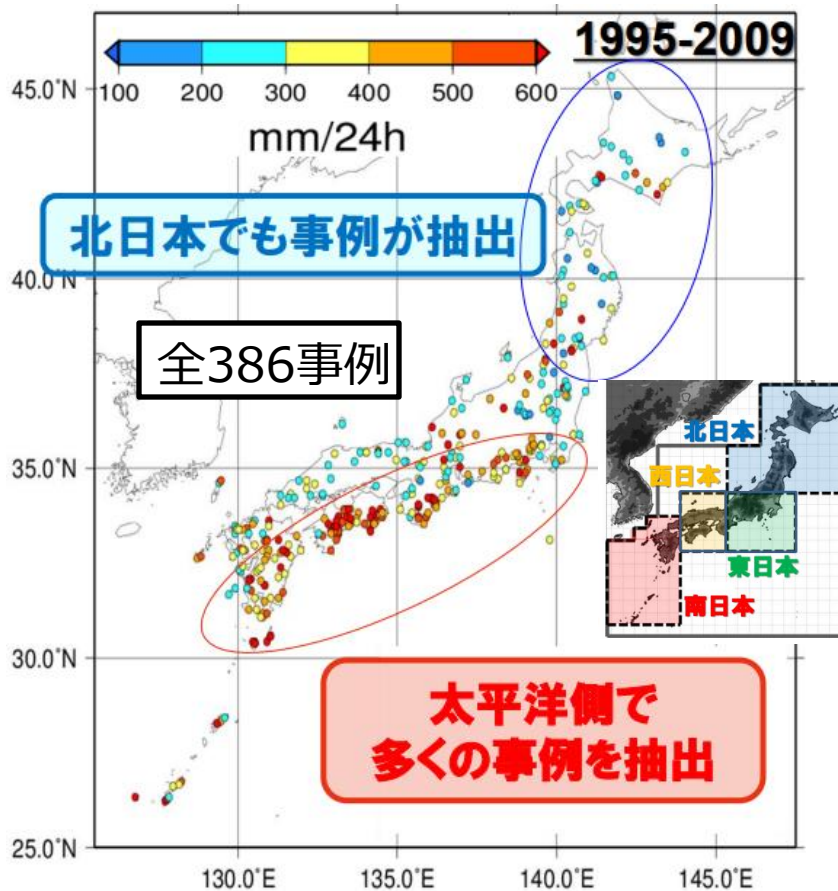 1995-2009
100 200 300 400 500 600
mm/24h
45.0˚N
北日本でも事例が抽出
40.0˚N
全386事例
北日本
35.0˚N
西日本
東日本
南日本
30.0˚N
太平洋側で
多くの事例を抽出
25.0˚N
130.0˚E 135.0˚E 140.0˚E 145.0˚E